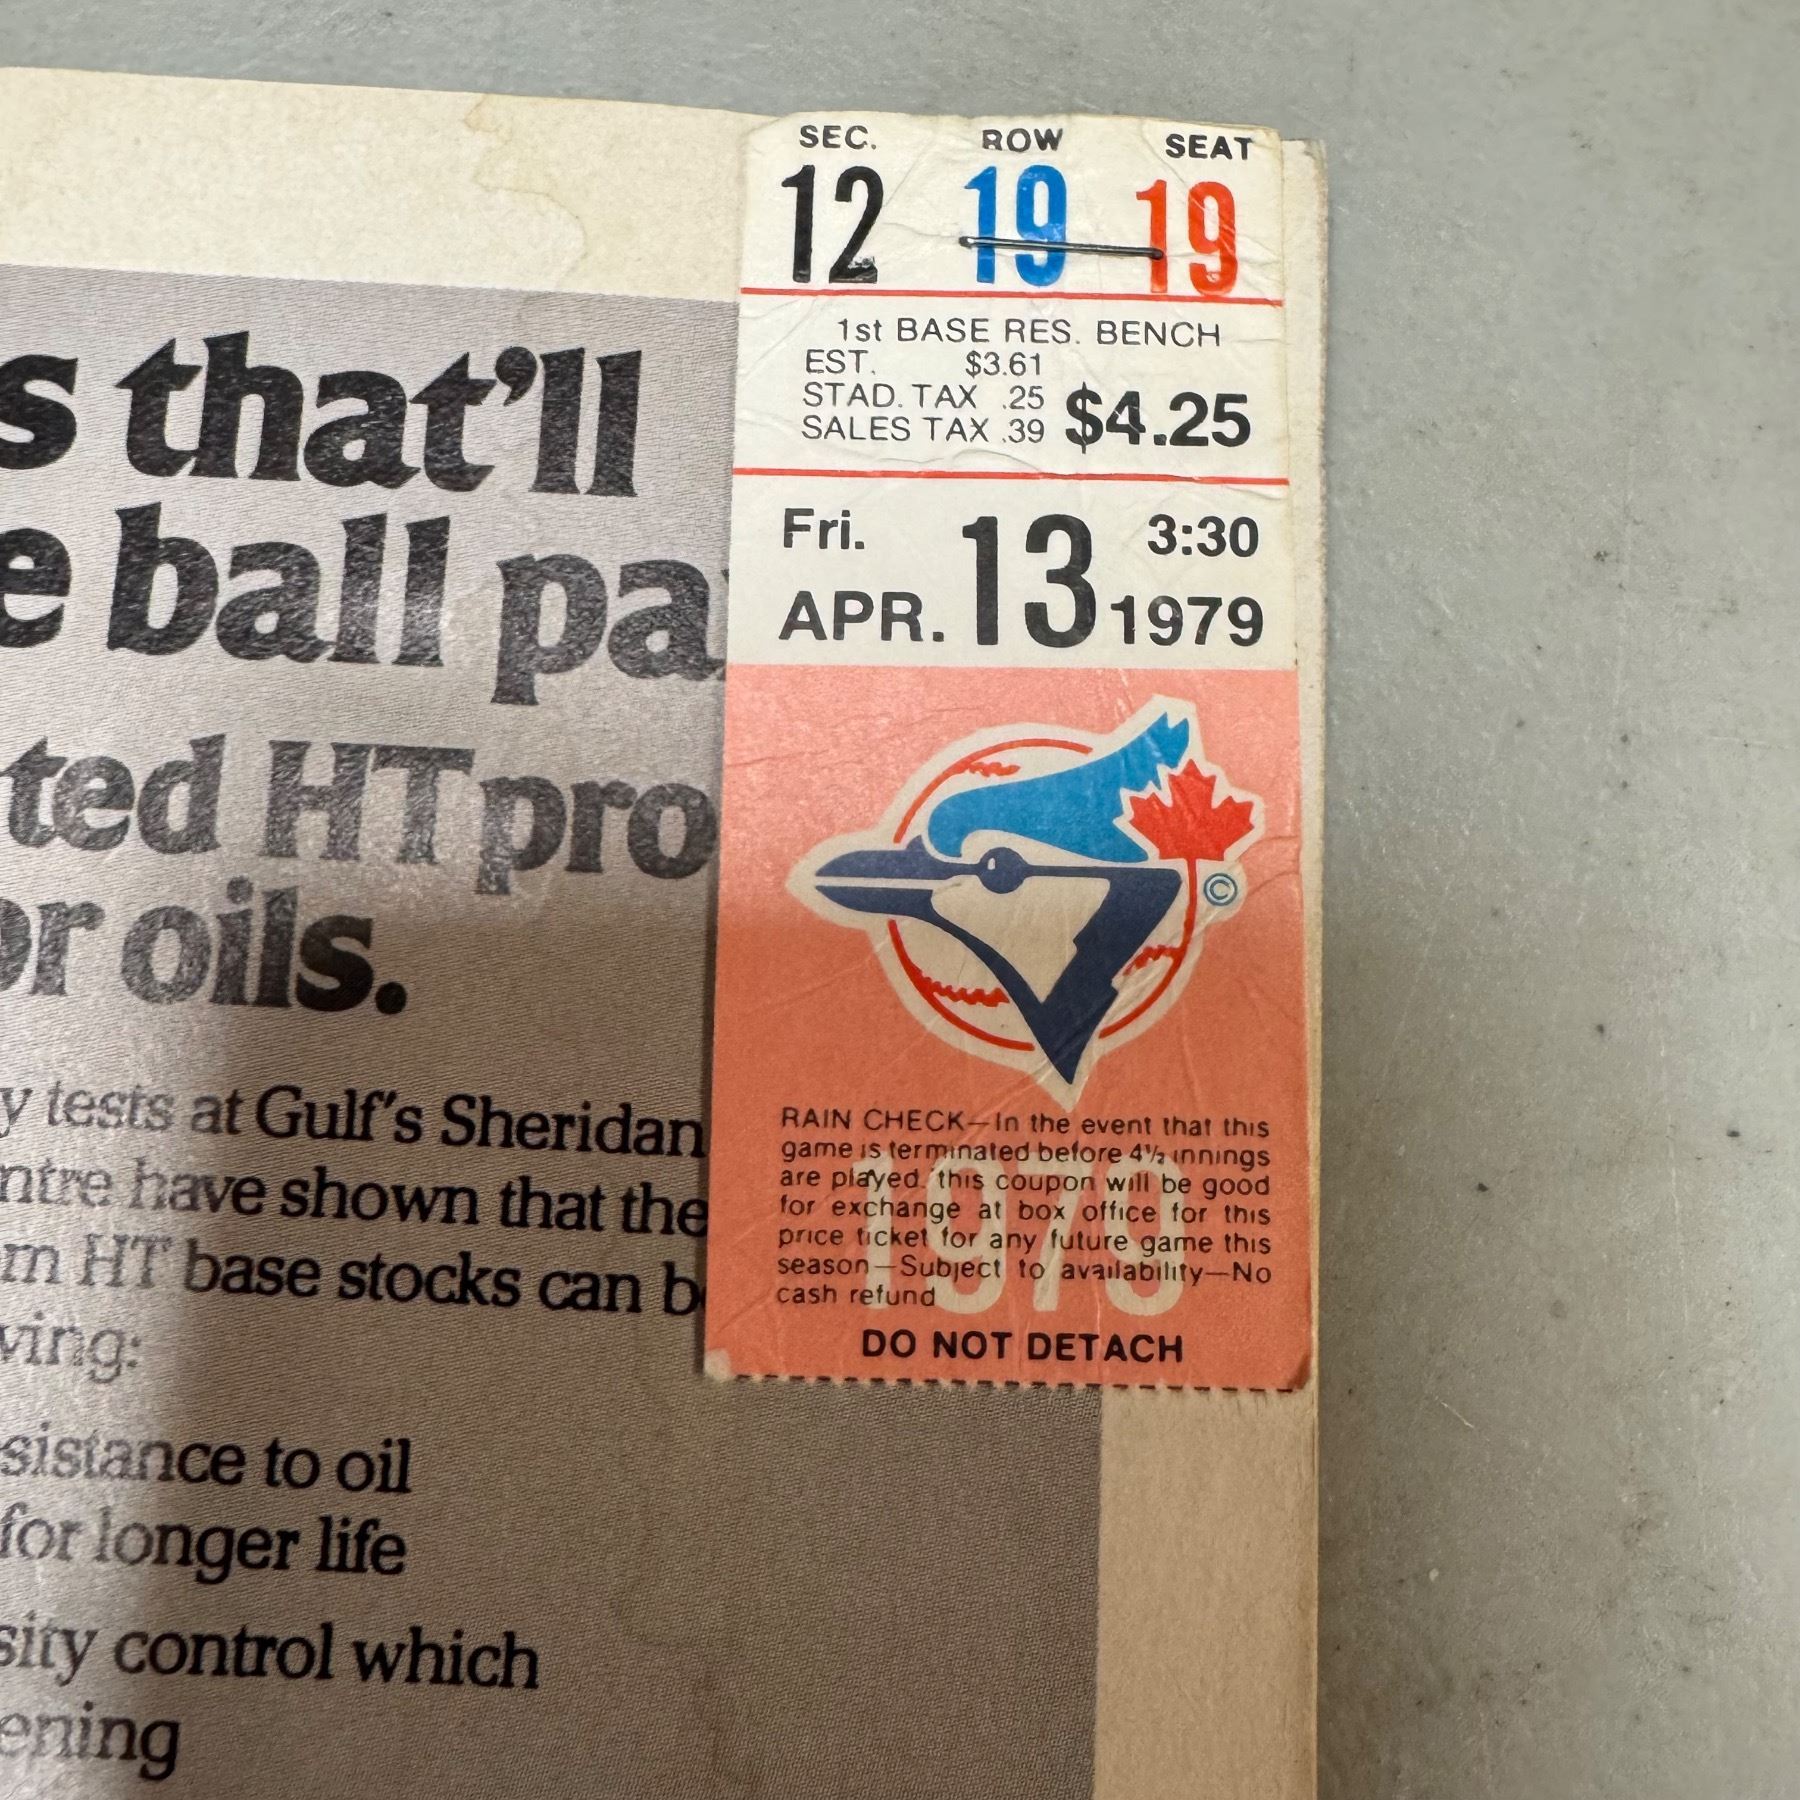 SEC. ROW SEAT
12 19 19
1st BASE RES. BENCH
EST. $3.61
STAD. TAX .25
SALES TAX .39 $4.25
Fri. 13 3:30
APR. 1979
©
RAIN CHECK—In the event that this
game is terminated before 4½ innings
are played, this coupon will be good
for exchange at box office for this
price ticket for any future game this
season—Subject to availability—No
cash refund
1979
DO NOT DETACH
s that'll
e ball pa
ted HT pro
or oils.
y tests at Gulf's Sheridan
ntre have shown that the
m HT base stocks can b
ving:
sistance to oil
for longer life
sity control which
ening